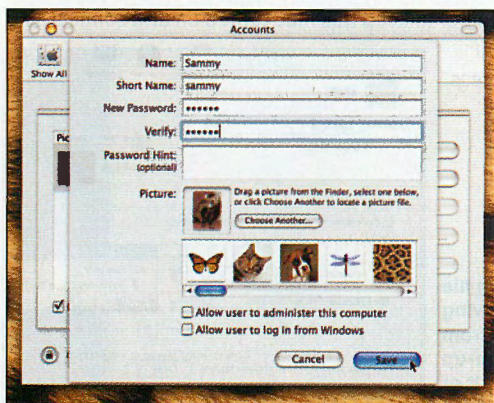 Accounts
Show All
Name: Sammy
Short Name: sammy
New Password: ••••••
Verify: ••••••
Password Hint:
(optional)
Pic
Picture:
Drag a picture from the Finder, select one below,
or click Choose Another to locate a picture file.
Choose Another...
Allow user to administer this computer
Allow user to log in from Windows
Cancel
Save